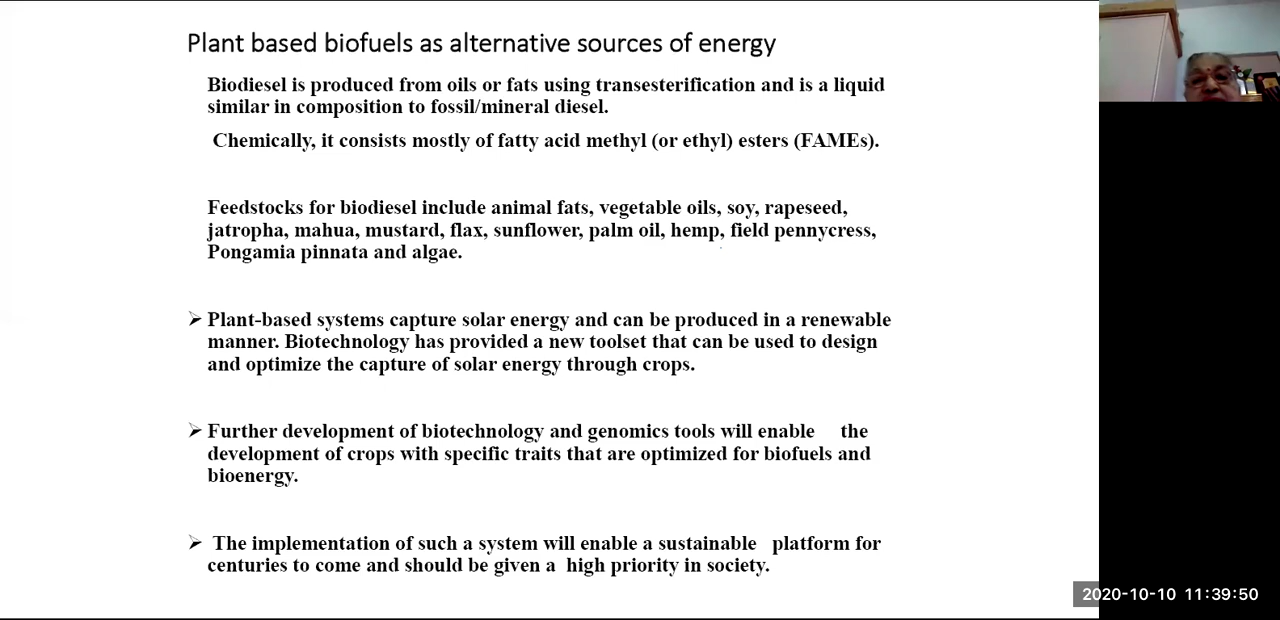 Plant based biofuels as alternative sources of energy
Biodiesel is produced from oils or fats using transesterification and is a liquid
similar in composition to fossil/mineral diesel.
Chemically, it consists mostly of fatty acid methyl (or ethyl) esters (FAMEs).
Feedstocks for biodiesel include animal fats, vegetable oils, soy, rapeseed,
jatropha, mahua, mustard, flax, sunflower, palm oil, hemp, field pennycress,
Pongamia pinnata and algae.
➢ Plant-based systems capture solar energy and can be produced in a renewable
manner. Biotechnology has provided a new toolset that can be used to design
and optimize the capture of solar energy through crops.
➢ Further development of biotechnology and genomics tools will enable the
development of crops with specific traits that are optimized for biofuels and
bioenergy.
➢ The implementation of such a system will enable a sustainable platform for
centuries to come and should be given a high priority in society.
2020-10-10 11:39:50